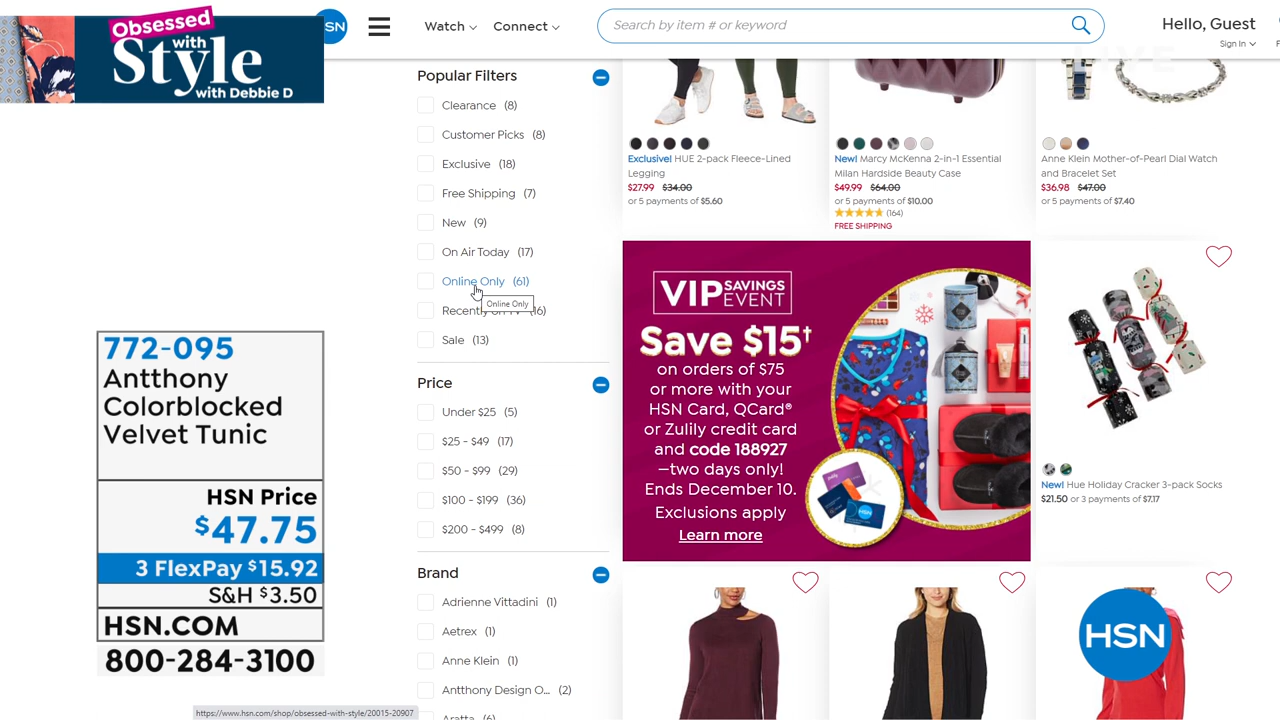 Obsessed
with
Style
with Debbie D
HSN
Watch
Connect
Search by item # or keyword
Hello, Guest
Sign In
LIVE
Popular Filters
Clearance (8)
Customer Picks (8)
Exclusive (18)
Free Shipping (7)
New (9)
On Air Today (17)
Online Only (61)
Online Only
Sale (13)
Price
Under $25 (5)
$25 - $49 (17)
$50 - $99 (29)
$100 - $199 (36)
$200 - $499 (8)
Brand
Adrienne Vittadini (1)
Aetrex (1)
Anne Klein (1)
Antthony Design O... (2)
Exclusive! HUE 2-pack Fleece-Lined
Legging
$27.99 $34.00
or 5 payments of $5.60
New! Marcy McKenna 2-in-1 Essential
Milan Hardside Beauty Case
$49.99 $64.00
or 5 payments of $10.00
(164)
FREE SHIPPING
Anne Klein Mother-of-Pearl Dial Watch
and Bracelet Set
$36.98 $47.00
or 5 payments of $7.40
VIP SAVINGS
EVENT
Save $15†
on orders of $75
or more with your
HSN Card, QCard®
or Zulily credit card
and code 188927
—two days only!
Ends December 10.
Exclusions apply
Learn more
New! Hue Holiday Cracker 3-pack Socks
$21.50 or 3 payments of $7.17
HSN
772-095
Antthony
Colorblocked
Velvet Tunic
HSN Price
$47.75
3 FlexPay $15.92
S&H $3.50
HSN.COM
800-284-3100
https://www.hsn.com/shop/obsessed-with-style/20015-20907